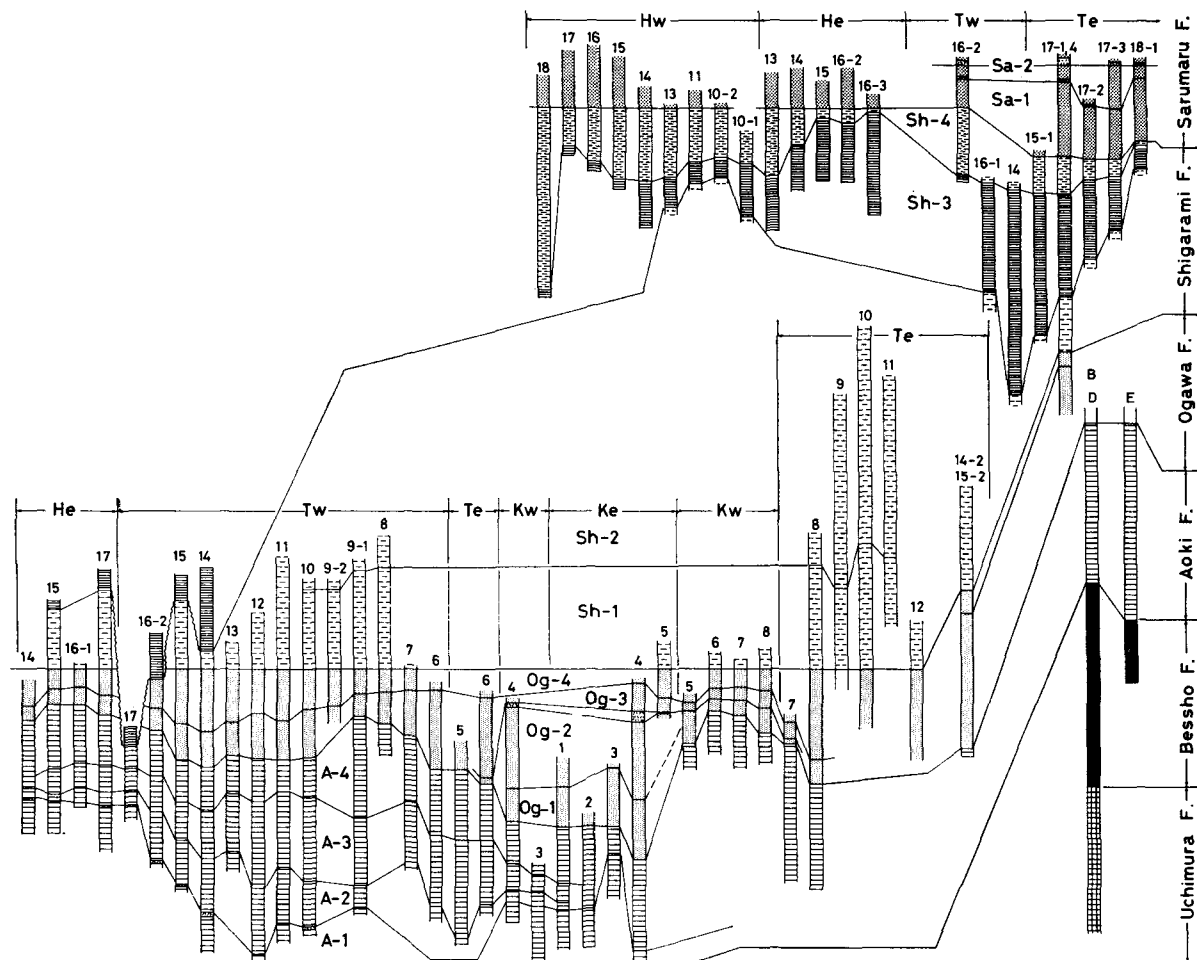 Hw He Tw Te
18 17 16 15 14 13 11 10-2 10-1 13 14 15 16-2 16-3 16-2 16-1 14 15-1 17-1,4 17-2 17-3 18-1
Sa-2
Sa-1
Sh-4
Sh-3
Te
9 10 11
B
D E
14-2
15-2
He Tw Te Kw Ke Kw
Sh-2
Sh-1
14 15 16-1 17 17 16-2 15 14 13 12 11 10 9-2 9-1 8 7 6 5 6 4 3 1 2 3 4 5 5 6 7 8 7 8 12
Og-4
Og-3
Og-2
Og-1
A-4
A-3
A-2
A-1
Uchimura F. Bessho F. Aoki F. Ogawa F. Shigarami F. Sarumaru F.